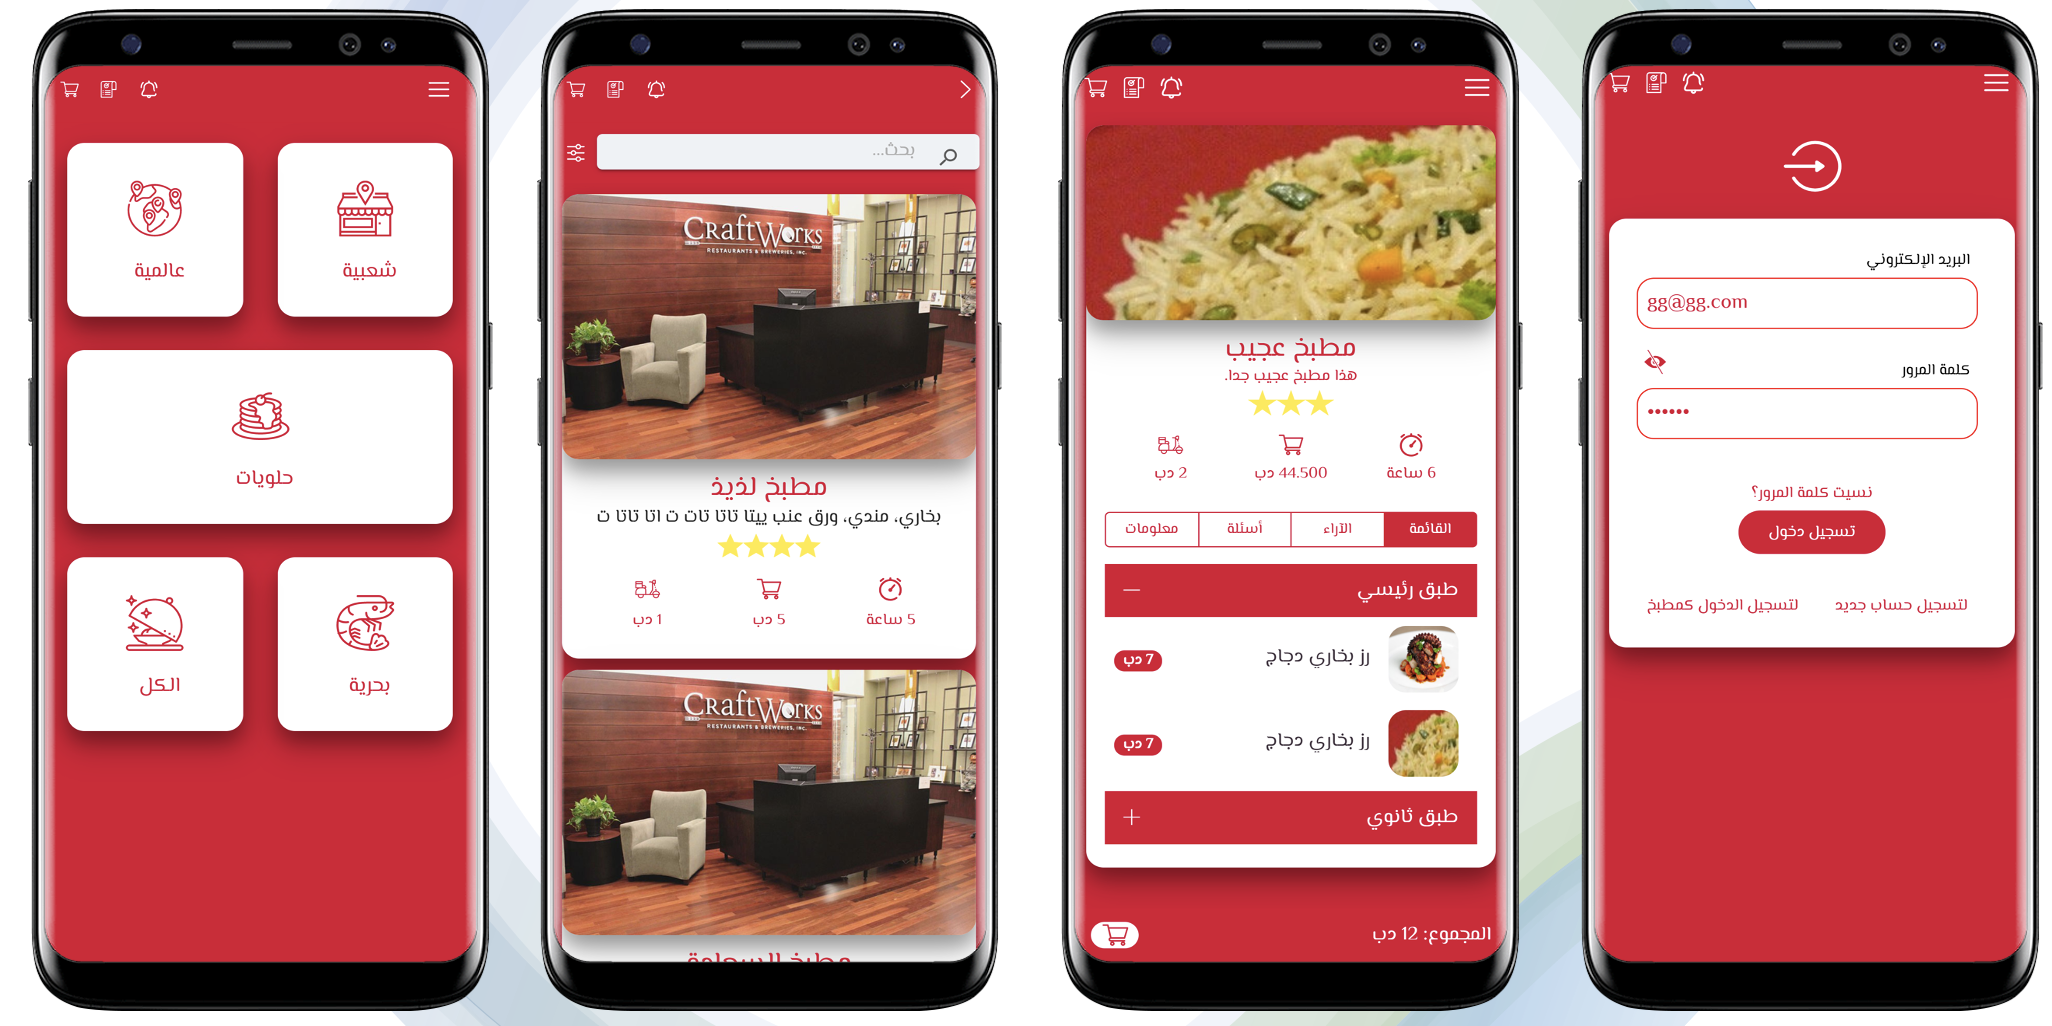 شعبية
عالمية
حلويات
بحرية
الكل
بحث...
CRaftWorks
RESTAURANTS & BREWERIES, INC.
مطبخ لذيذ
بخاري، مندي، ورق عنب بيتا تاتا تات ت اتا تاتا ت
5 ساعة
5 دب
1 دب
CRaftWorks
RESTAURANTS & BREWERIES, INC.
مطبخ السعادة
مطبخ عجيب
هذا مطبخ عجيب جدا.
6 ساعة
44.500 دب
2 دب
القائمة
الآراء
أسئلة
معلومات
طبق رئيسي
رز بخاري دجاج
7 دب
رز بخاري دجاج
7 دب
طبق ثانوي
المجموع: 12 دب
البريد الإلكتروني
gg@gg.com
كلمة المرور
••••••
نسيت كلمة المرور؟
تسجيل دخول
لتسجيل حساب جديد
لتسجيل الدخول كمطبخ